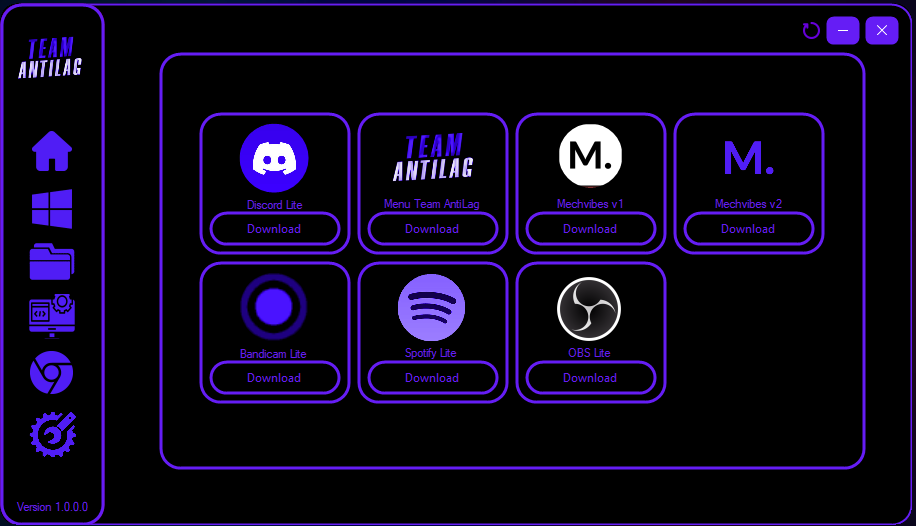 TEAM
ANTILAG
Discord Lite
Download
TEAM
ANTILAG
Menu Team AntiLag
Download
M.
Mechvibes v1
Download
M.
Mechvibes v2
Download
Bandicam Lite
Download
Spotify Lite
Download
OBS Lite
Download
Version 1.0.0.0